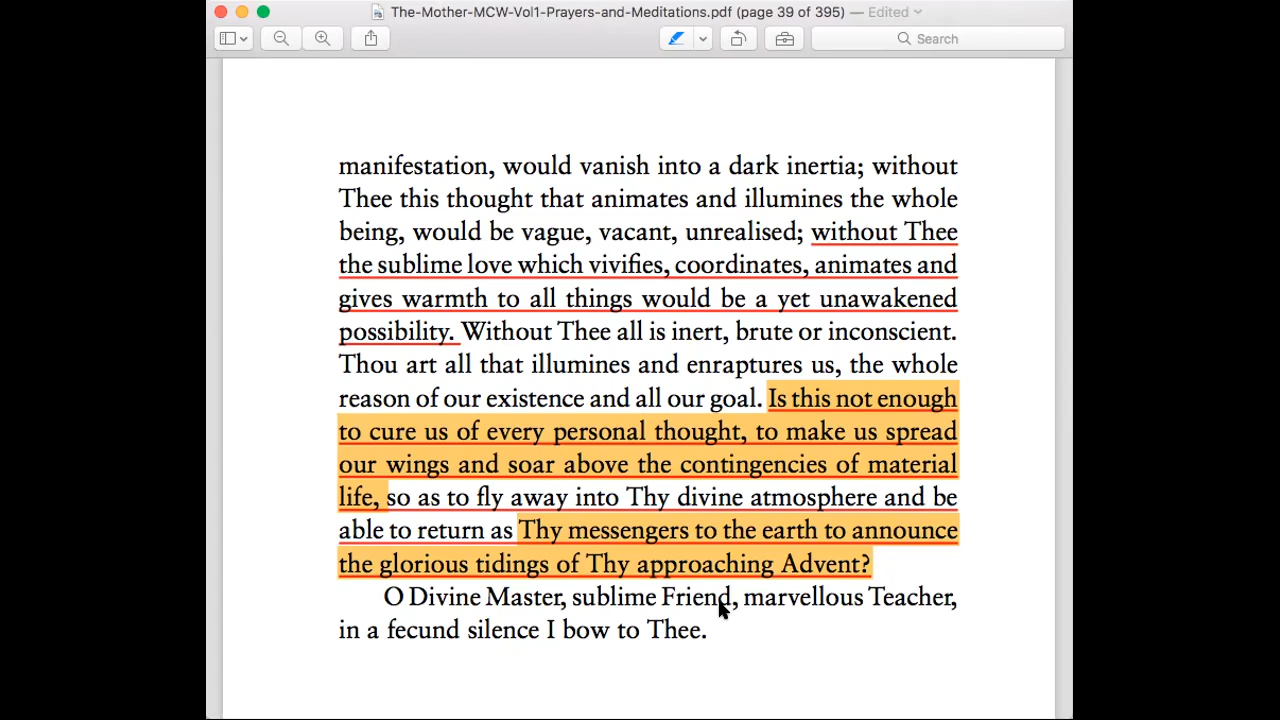 The-Mother-MCW-Vol1-Prayers-and-Meditations.pdf (page 39 of 395) — Edited
Search
manifestation, would vanish into a dark inertia; without
Thee this thought that animates and illumines the whole
being, would be vague, vacant, unrealised; without Thee
the sublime love which vivifies, coordinates, animates and
gives warmth to all things would be a yet unawakened
possibility. Without Thee all is inert, brute or inconscient.
Thou art all that illumines and enraptures us, the whole
reason of our existence and all our goal. Is this not enough
to cure us of every personal thought, to make us spread
our wings and soar above the contingencies of material
life, so as to fly away into Thy divine atmosphere and be
able to return as Thy messengers to the earth to announce
the glorious tidings of Thy approaching Advent?
O Divine Master, sublime Friend, marvellous Teacher,
in a fecund silence I bow to Thee.